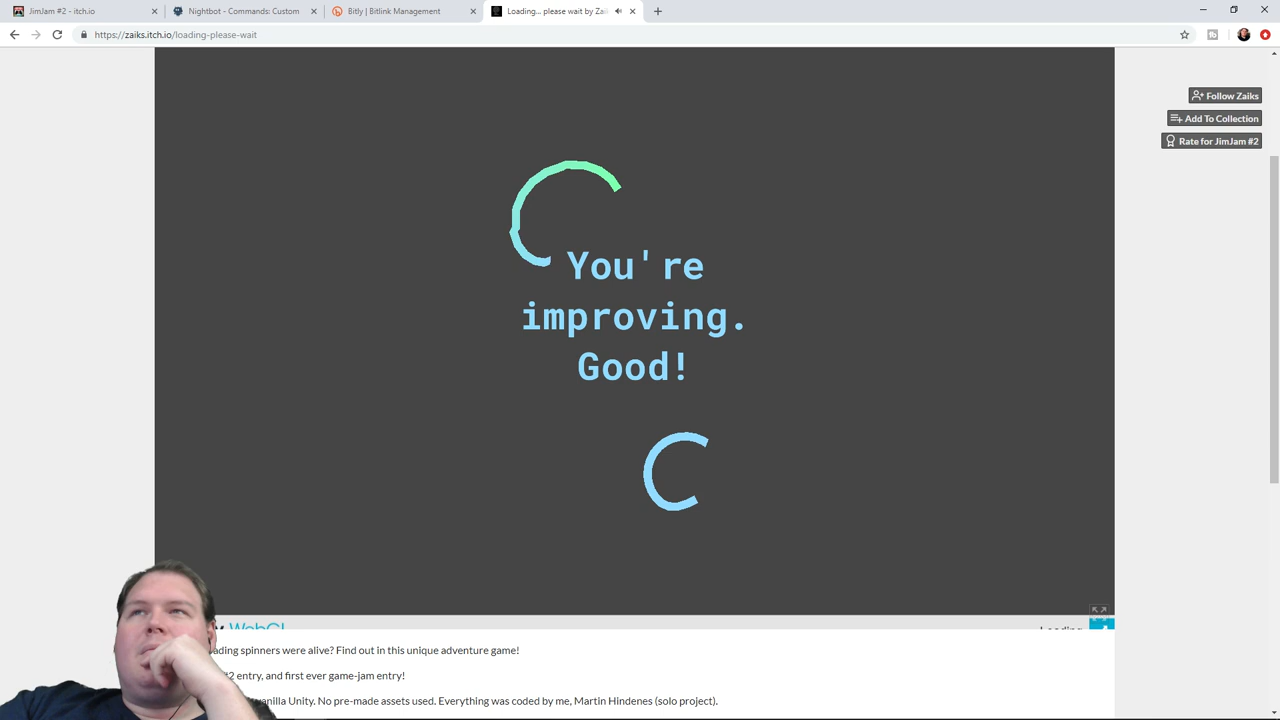 JimJam #2 - itch.io
Nightbot - Commands: Custom
Bitly | Bitlink Management
Loading... please wait by Zai
https://zaiks.itch.io/loading-please-wait
Follow Zaiks
Add To Collection
Rate for JimJam #2
You're
improving.
Good!
WebGL
Loading
ading spinners were alive? Find out in this unique adventure game!
#2 entry, and first ever game-jam entry!
vanilla Unity. No pre-made assets used. Everything was coded by me, Martin Hindenes (solo project).